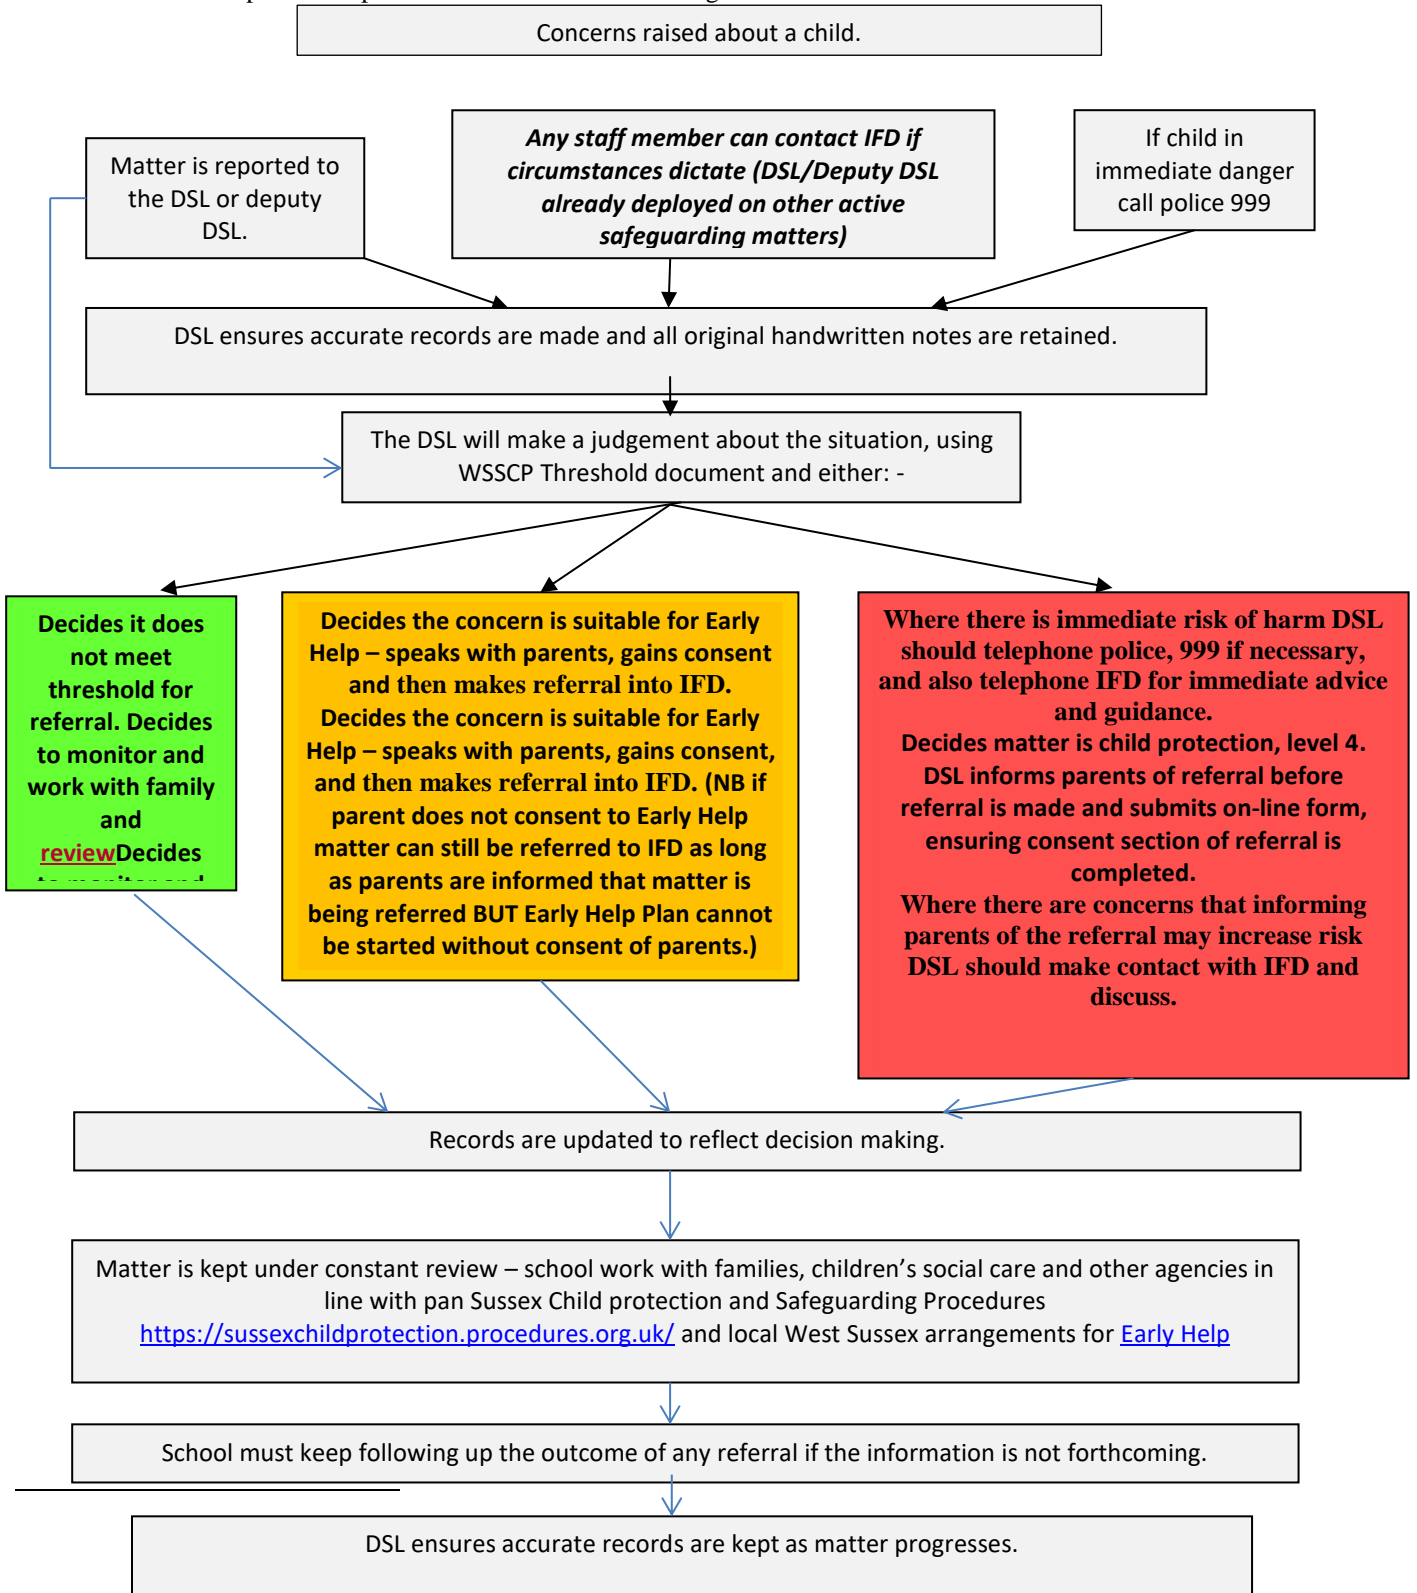 Concerns raised about a child.
Matter is reported to
the DSL or deputy
DSL.
Any staff member can contact IFD if
circumstances dictate (DSL/Deputy DSL
already deployed on other active
safeguarding matters)
If child in
immediate danger
call police 999
DSL ensures accurate records are made and all original handwritten notes are retained.
The DSL will make a judgement about the situation, using
WSSCP Threshold document and either: -
Decides it does
not meet
threshold for
referral. Decides
to monitor and
work with family
and
reviewDecides
to monitor and
Decides the concern is suitable for Early
Help – speaks with parents, gains consent
and then makes referral into IFD.
Decides the concern is suitable for Early
Help – speaks with parents, gains consent,
and then makes referral into IFD. (NB if
parent does not consent to Early Help
matter can still be referred to IFD as long
as parents are informed that matter is
being referred BUT Early Help Plan cannot
be started without consent of parents.)
Where there is immediate risk of harm DSL
should telephone police, 999 if necessary,
and also telephone IFD for immediate advice
and guidance.
Decides matter is child protection, level 4.
DSL informs parents of referral before
referral is made and submits on-line form,
ensuring consent section of referral is
completed.
Where there are concerns that informing
parents of the referral may increase risk
DSL should make contact with IFD and
discuss.
Records are updated to reflect decision making.
Matter is kept under constant review – school work with families, children’s social care and other agencies in
line with pan Sussex Child protection and Safeguarding Procedures
https://sussexchildprotection.procedures.org.uk/ and local West Sussex arrangements for Early Help
School must keep following up the outcome of any referral if the information is not forthcoming.
DSL ensures accurate records are kept as matter progresses.